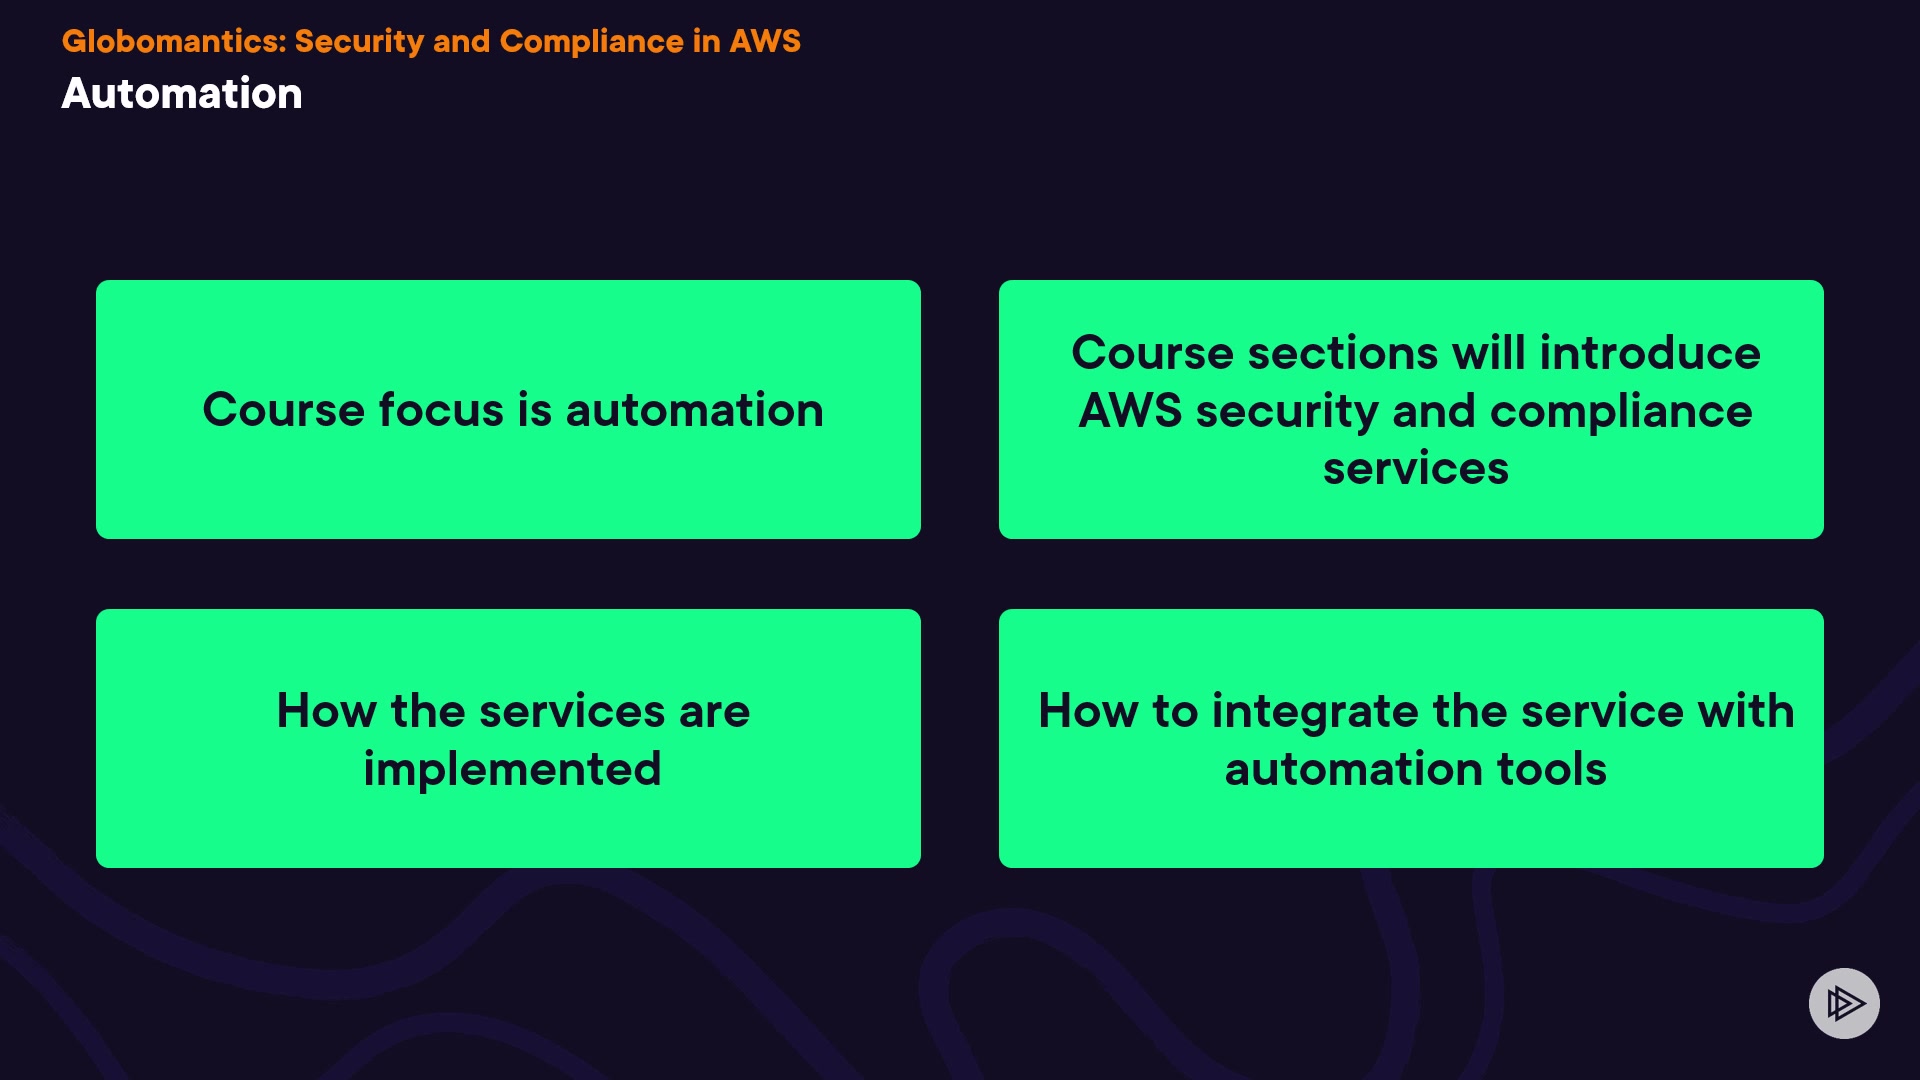 Globomantics: Security and Compliance in AWS
Automation
Course focus is automation
Course sections will introduce
AWS security and compliance
services
How the services are
implemented
How to integrate the service with
automation tools